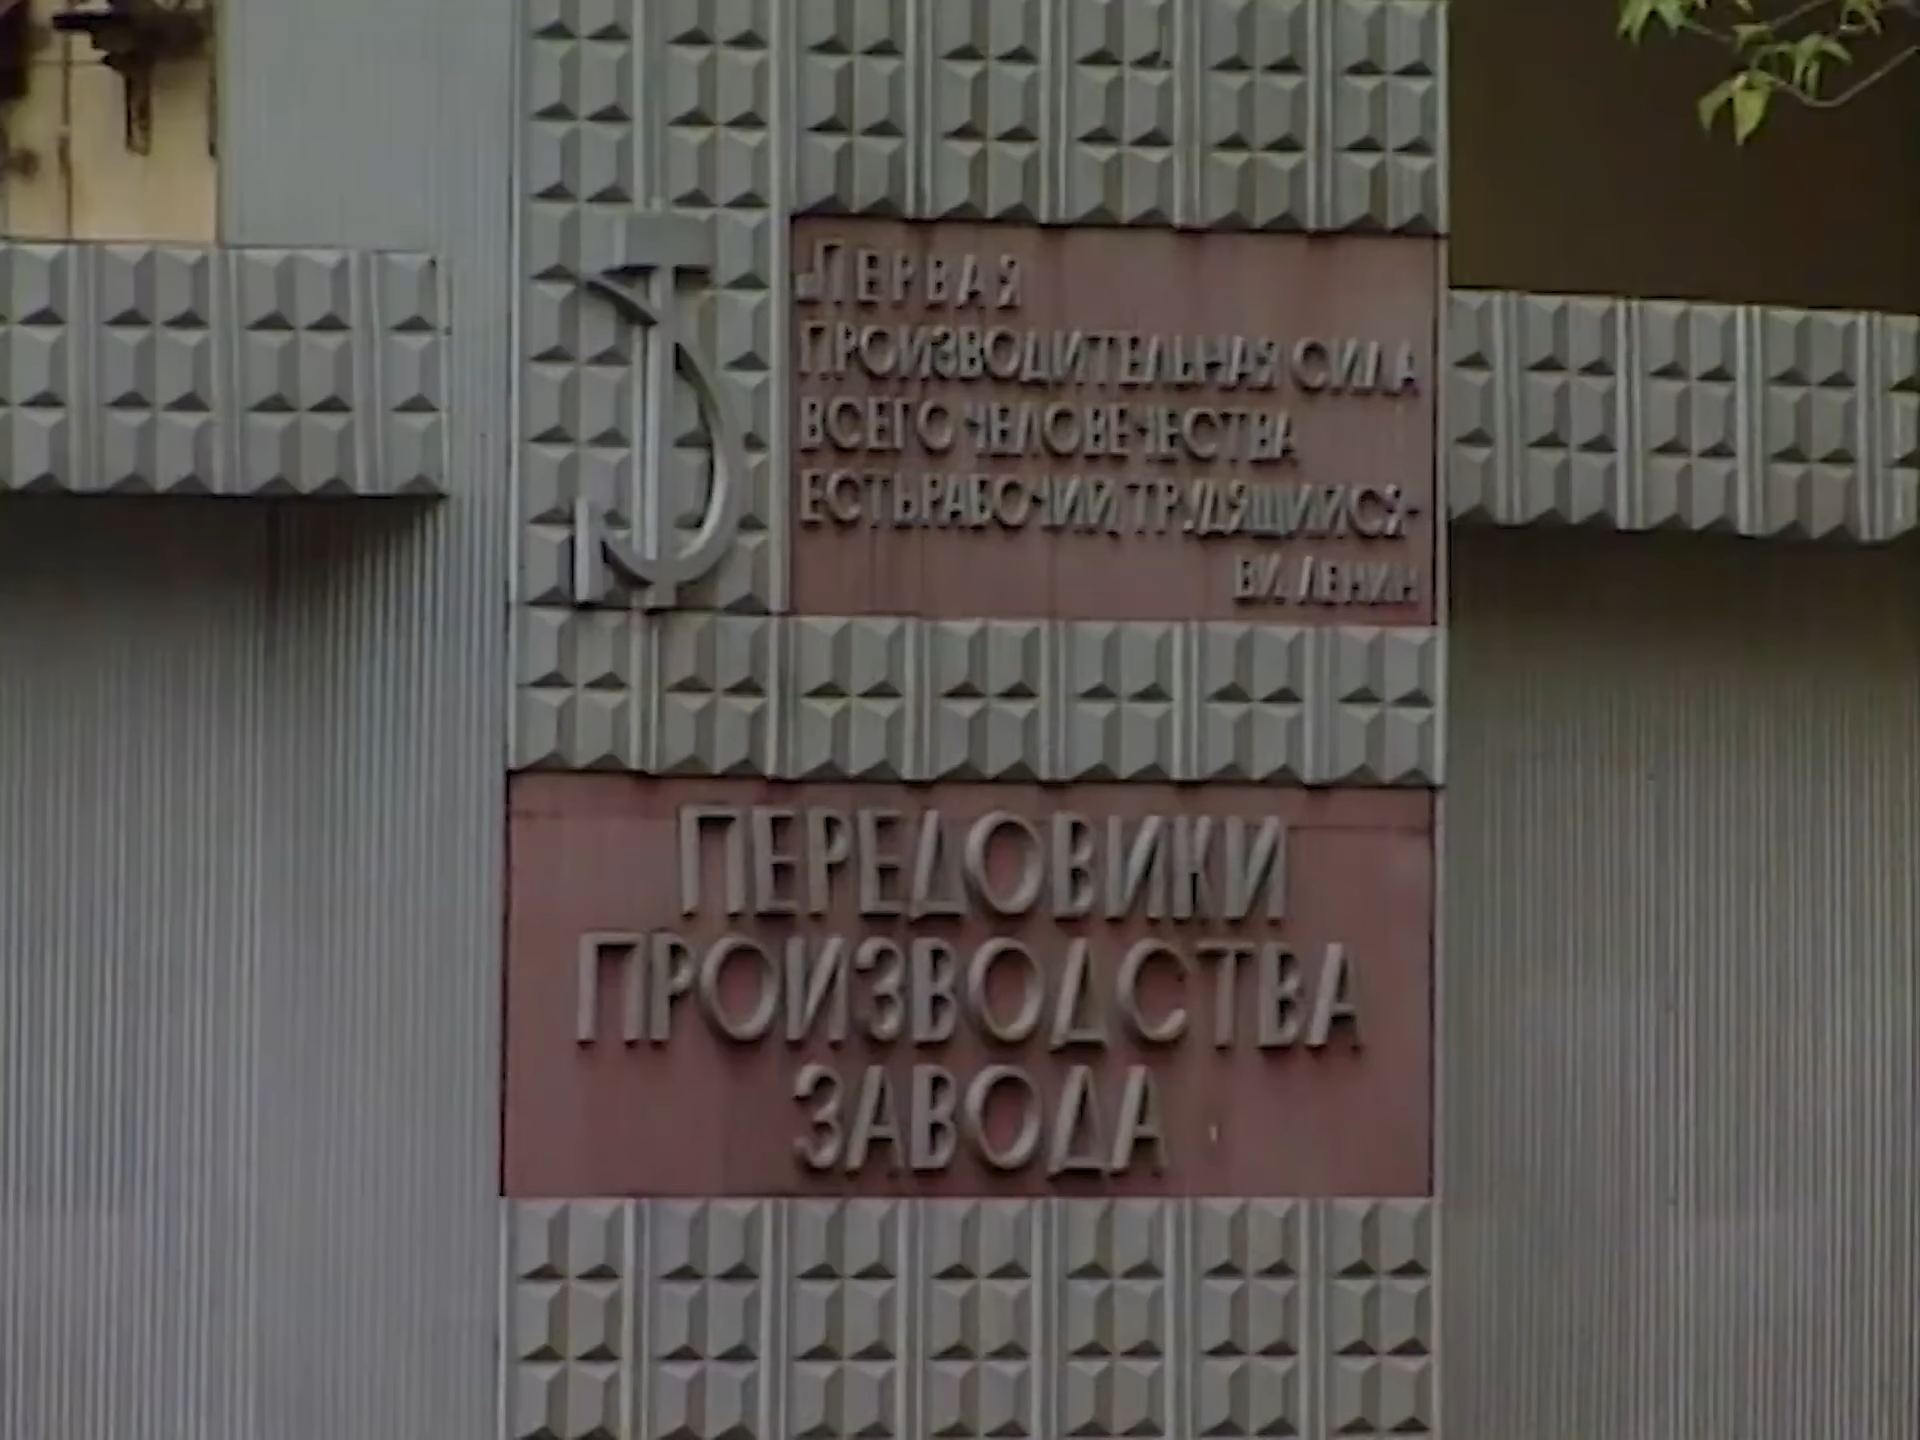 „ПЕРВАЯ
ПРОИЗВОДИТЕЛЬНАЯ СИЛА
ВСЕГО ЧЕЛОВЕЧЕСТВА
ЕСТЬ РАБОЧИЙ, ТРУДЯЩИЙСЯ"
В.И. ЛЕНИН
ПЕРЕДОВИКИ
ПРОИЗВОДСТВА
ЗАВОДА